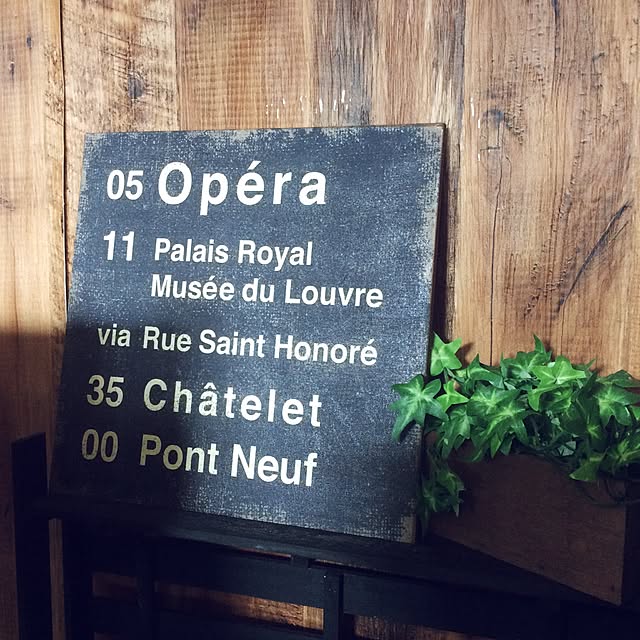 05 Opéra
11 Palais Royal
Musée du Louvre
via Rue Saint Honoré
35 Châtelet
00 Pont Neuf